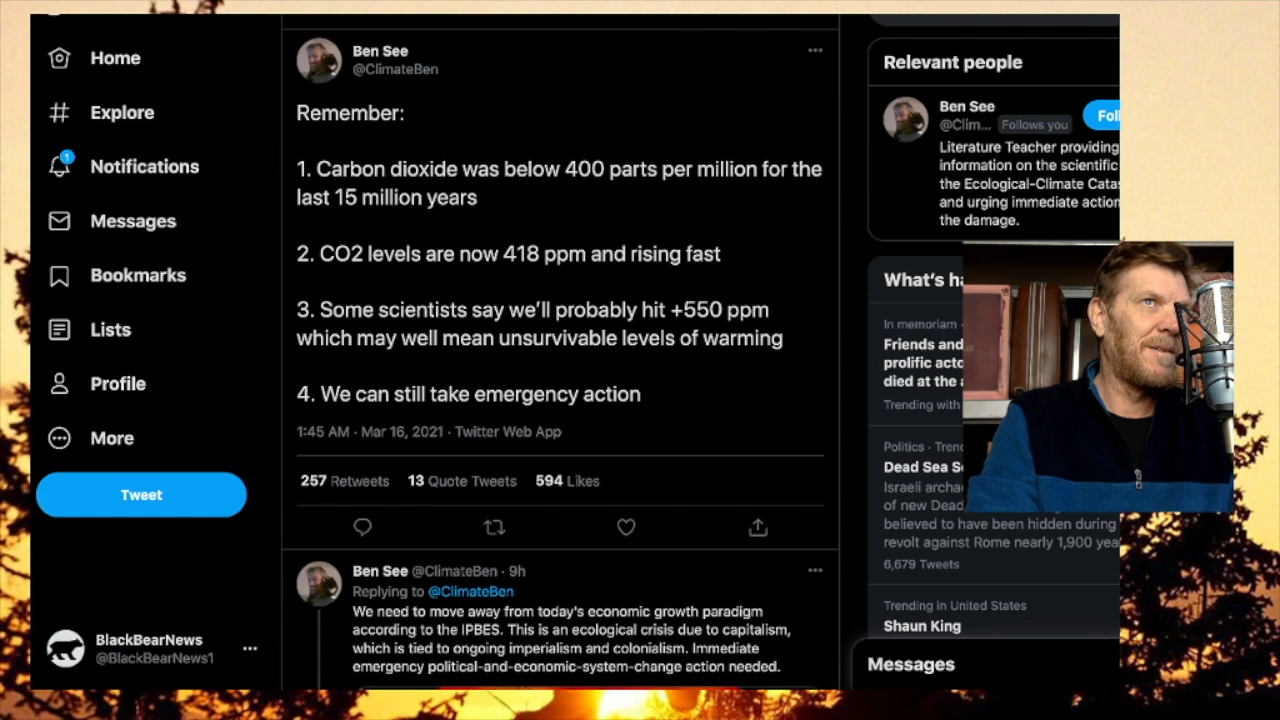 Home
Explore
1
Notifications
Messages
Bookmarks
Lists
Profile
More
Tweet
BlackBearNews
@BlackBearNews1
Ben See
@ClimateBen
Remember:
1. Carbon dioxide was below 400 parts per million for the
last 15 million years
2. CO2 levels are now 418 ppm and rising fast
3. Some scientists say we'll probably hit +550 ppm
which may well mean unsurvivable levels of warming
4. We can still take emergency action
1:45 AM · Mar 16, 2021 · Twitter Web App
257 Retweets 13 Quote Tweets 594 Likes
Ben See @ClimateBen · 9h
Replying to @ClimateBen
We need to move away from today's economic growth paradigm
according to the IPBES. This is an ecological crisis due to capitalism,
which is tied to ongoing imperialism and colonialism. Immediate
emergency political-and-economic-system-change action needed.
Relevant people
Ben See
@Clim... Follows you
Literature Teacher providing
information on the scientific
the Ecological-Climate
and urging immediate action
the damage.
What's
In memoriam
Friends and
prolific
died at the
Trending with
Politics ·
Dead Sea
Israeli
of new Dead
believed to have been hidden during
revolt against Rome nearly 1,900
6,679 Tweets
Trending in United States
Shaun King
Messages